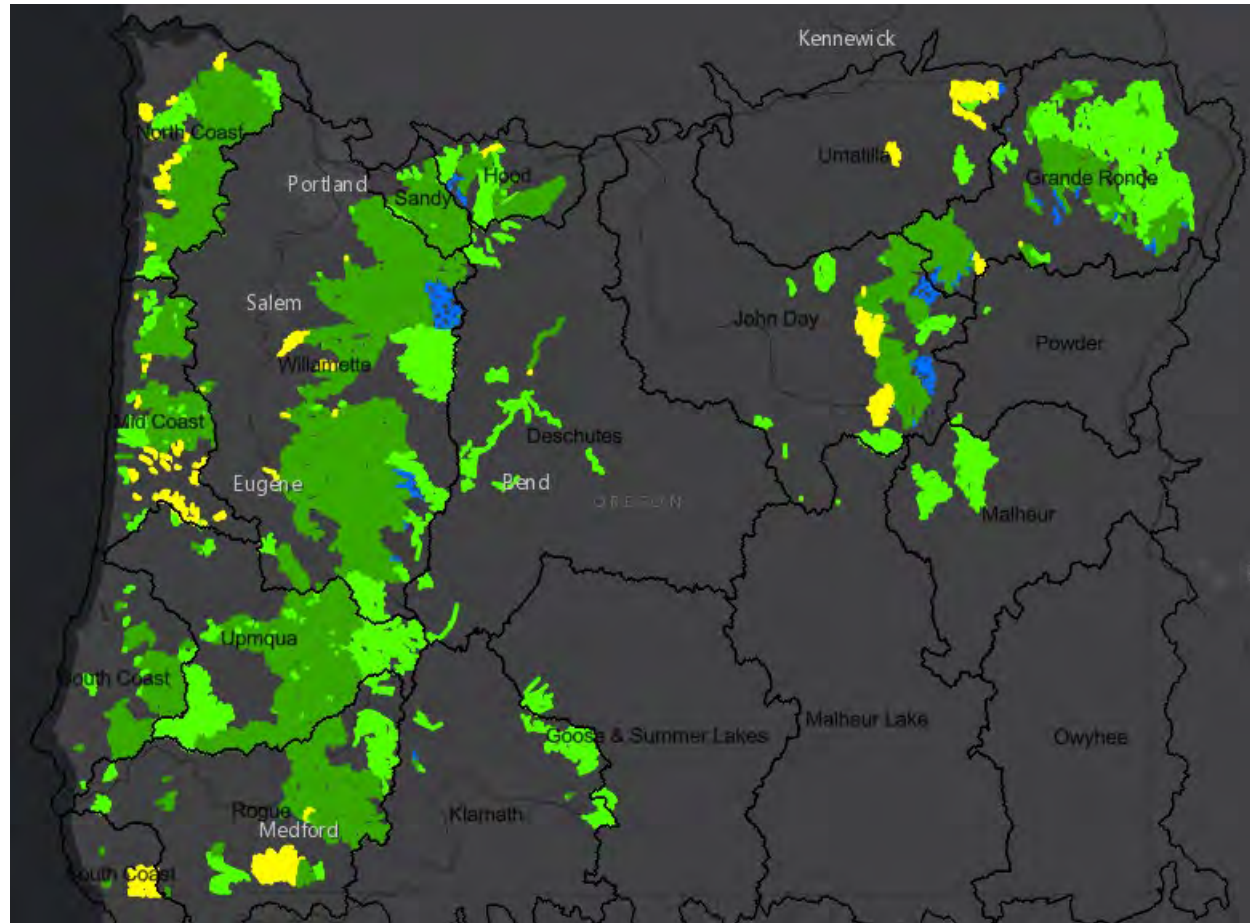 Kennewick
North Coast
Umatilla
Portland
Hood
Sandy
Grande Ronde
Salem
John Day
Willamette
Powder
Mid Coast
Deschutes
Eugene
Bend
OREGON
Malheur
Upmqua
South Coast
Goose & Summer Lakes
Malheur Lake
Owyhee
Rogue
Klamath
Medford
South Coast